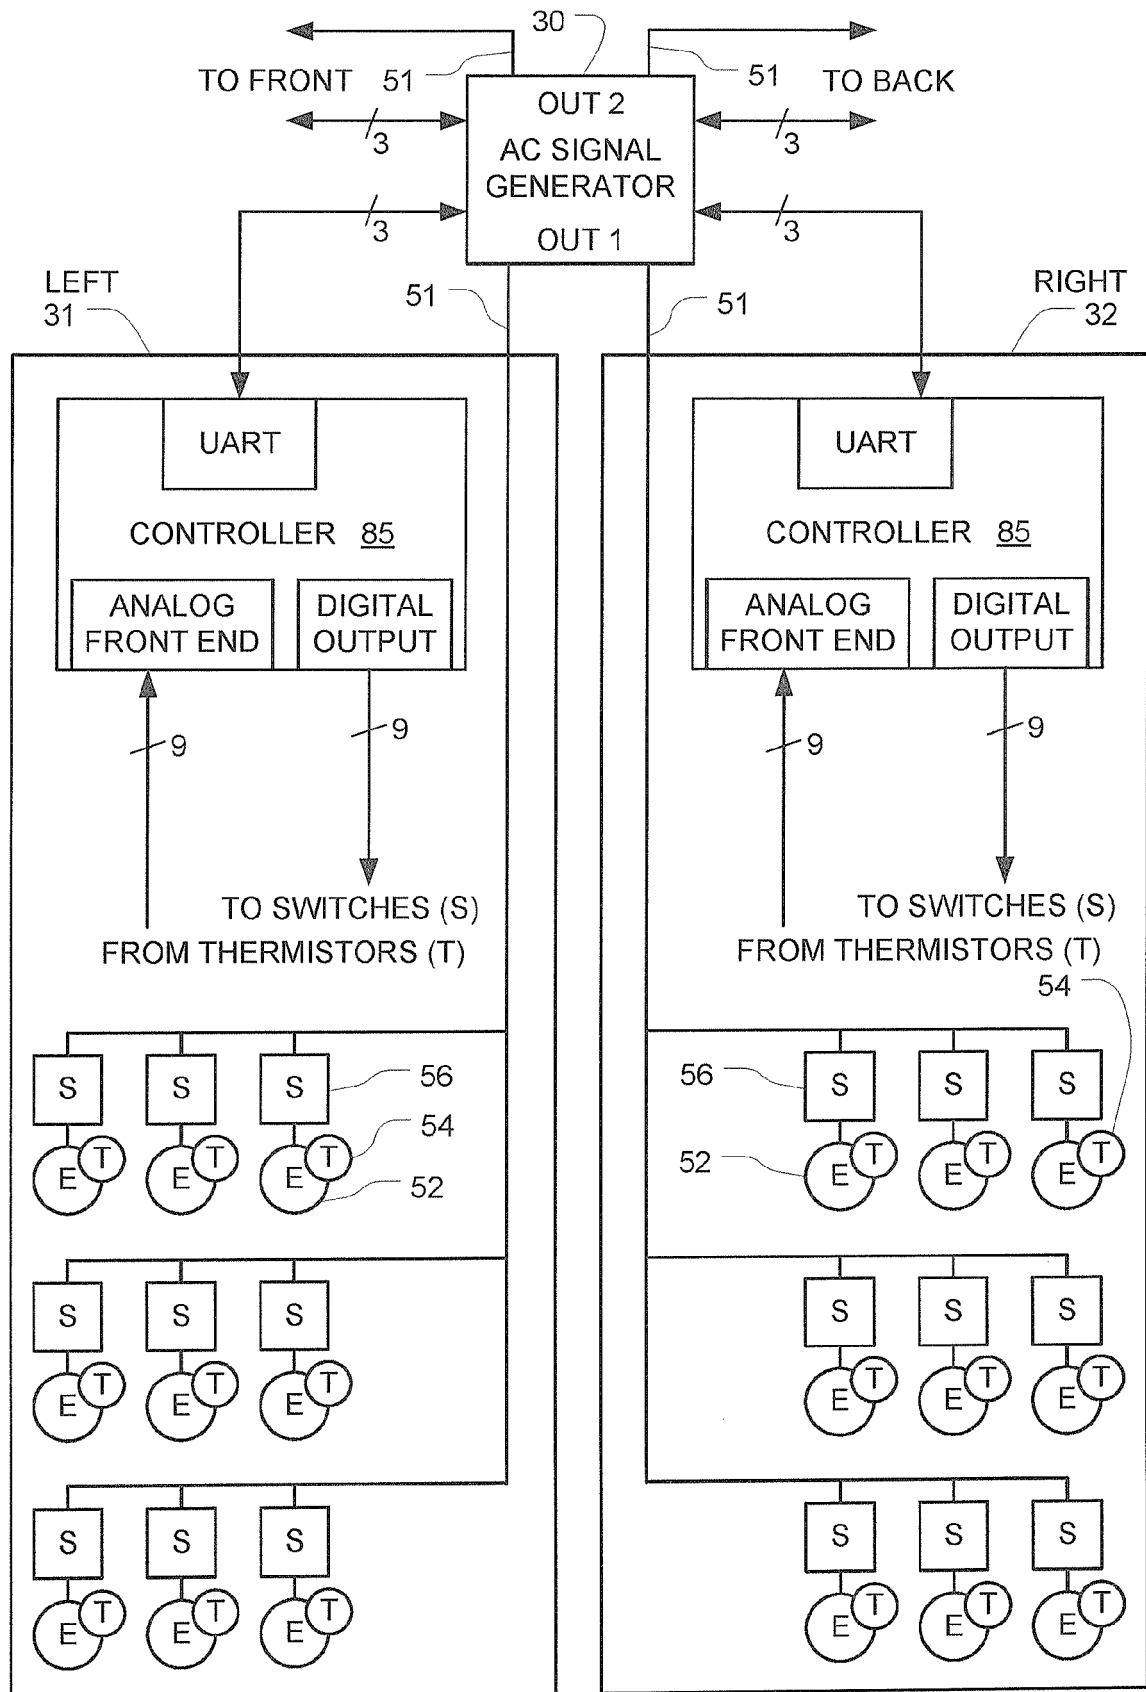 30
51
51
TO FRONT
TO BACK
OUT 2
3
3
AC SIGNAL
GENERATOR
3
3
OUT 1
LEFT
31
51
51
RIGHT
32
UART
UART
CONTROLLER 85
CONTROLLER 85
ANALOG
FRONT END
DIGITAL
OUTPUT
ANALOG
FRONT END
DIGITAL
OUTPUT
9
9
9
9
TO SWITCHES (S)
FROM THERMISTORS (T)
TO SWITCHES (S)
FROM THERMISTORS (T)
54
S S S 56
56 S S S
T T T 54
T T T
E E E 52
52 E E E
S S S
S S S
T T T
T T T
E E E
E E E
S S S
S S S
T T T
T T T
E E E
E E E